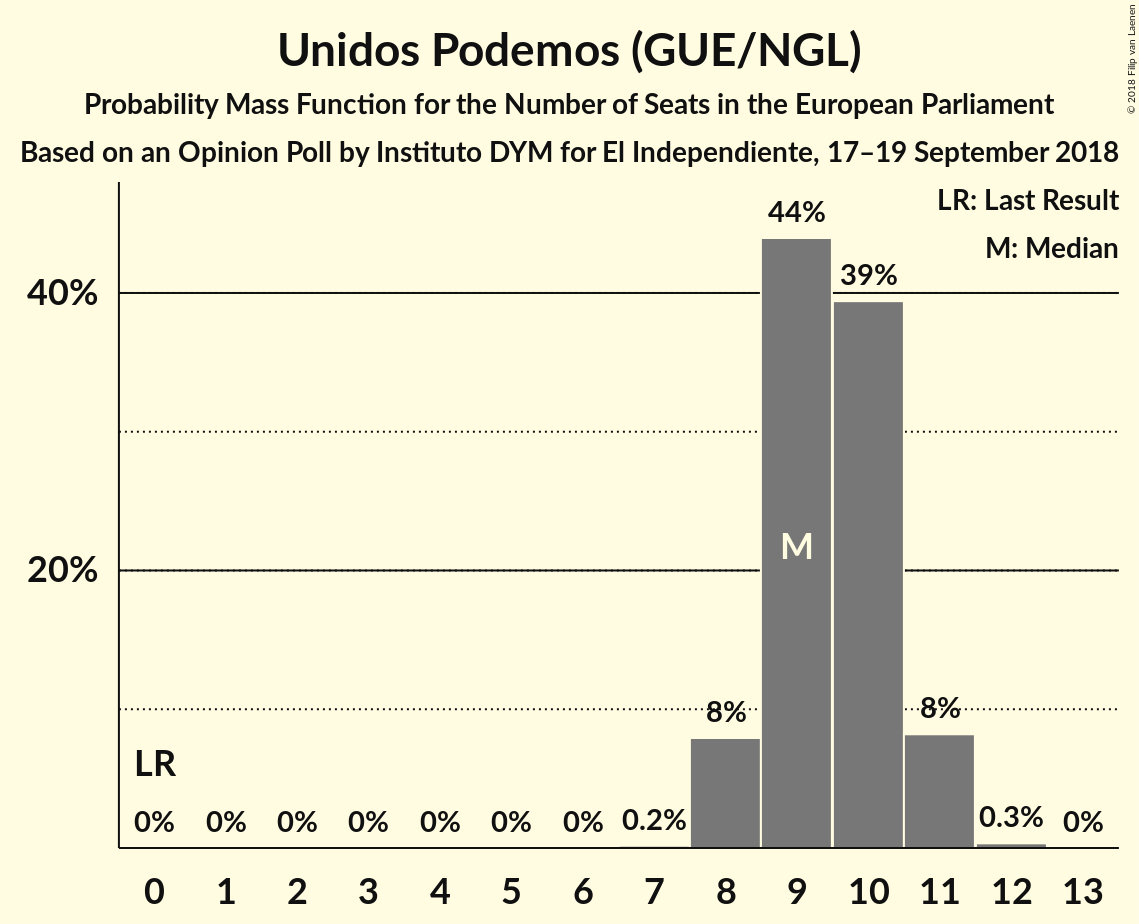 Unidos Podemos (GUE/NGL)
Probability Mass Function for the Number of Seats in the European Parliament
Based on an Opinion Poll by Instituto DYM for El Independiente, 17–19 September 2018
© 2018 Filip van Laenen
LR: Last Result
M: Median
44%
39%
40%
M
20%
8%
8%
LR
0% 0% 0% 0% 0% 0% 0% 0.2% 0.3% 0%
0 1 2 3 4 5 6 7 8 9 10 11 12 13